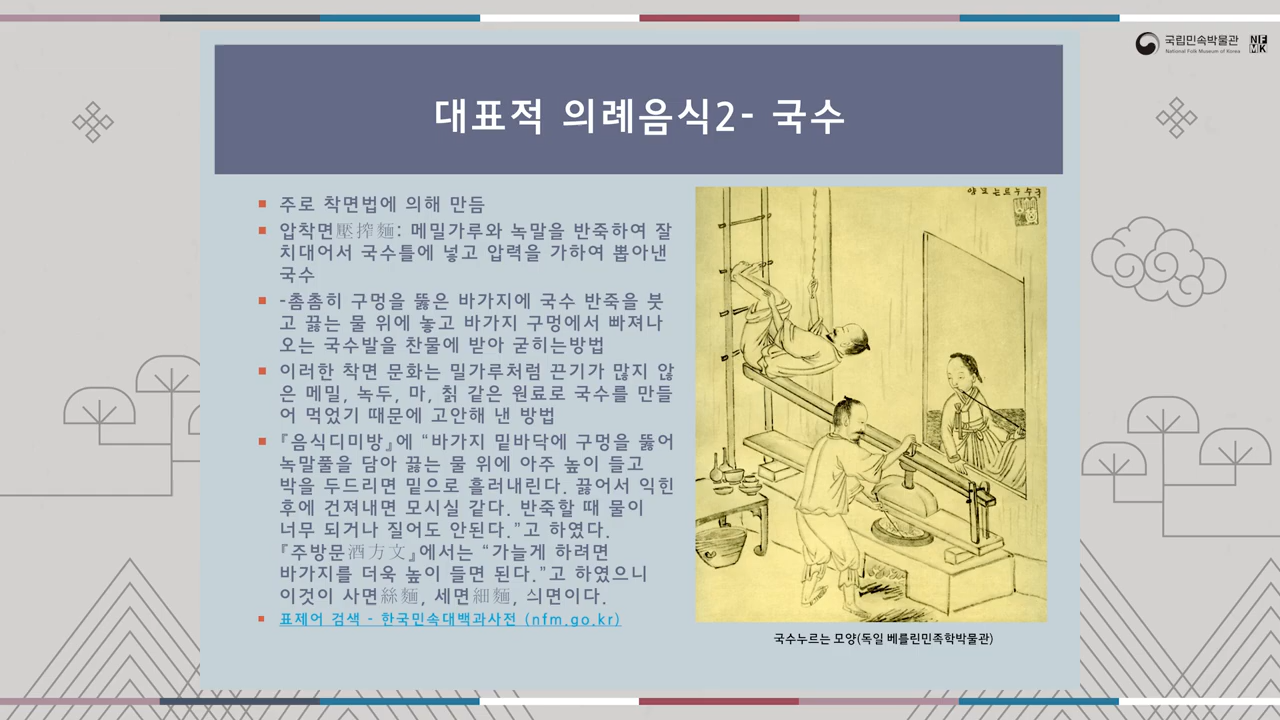 국립민속박물관
National Folk Museum of Korea
NF
MK
대표적 의례음식2- 국수
주로 착면법에 의해 만듬
압착면壓搾麵: 메밀가루와 녹말을 반죽하여 잘
치대어서 국수틀에 넣고 압력을 가하여 뽑아낸
국수
-촘촘히 구멍을 뚫은 바가지에 국수 반죽을 붓
고 끓는 물 위에 놓고 바가지 구멍에서 빠져나
오는 국수발을 찬물에 받아 굳히는방법
이러한 착면 문화는 밀가루처럼 끈기가 많지 않
은 메밀, 녹두, 마, 칡 같은 원료로 국수를 만들
어 먹었기 때문에 고안해 낸 방법
『음식디미방』에 “바가지 밑바닥에 구멍을 뚫어
녹말풀을 담아 끓는 물 위에 아주 높이 들고
박을 두드리면 밑으로 흘러내린다. 끓어서 익힌
후에 건져내면 모시실 같다. 반죽할 때 물이
너무 되거나 질어도 안된다.”고 하였다.
『주방문酒方文』에서는 “가늘게 하려면
바가지를 더욱 높이 들면 된다.”고 하였으니
이것이 사면絲麵, 세면細麵, 싀면이다.
표제어 검색 - 한국민속대백과사전 (nfm.go.kr)
국수누르는모양
국수누르는 모양(독일 베를린민족학박물관)